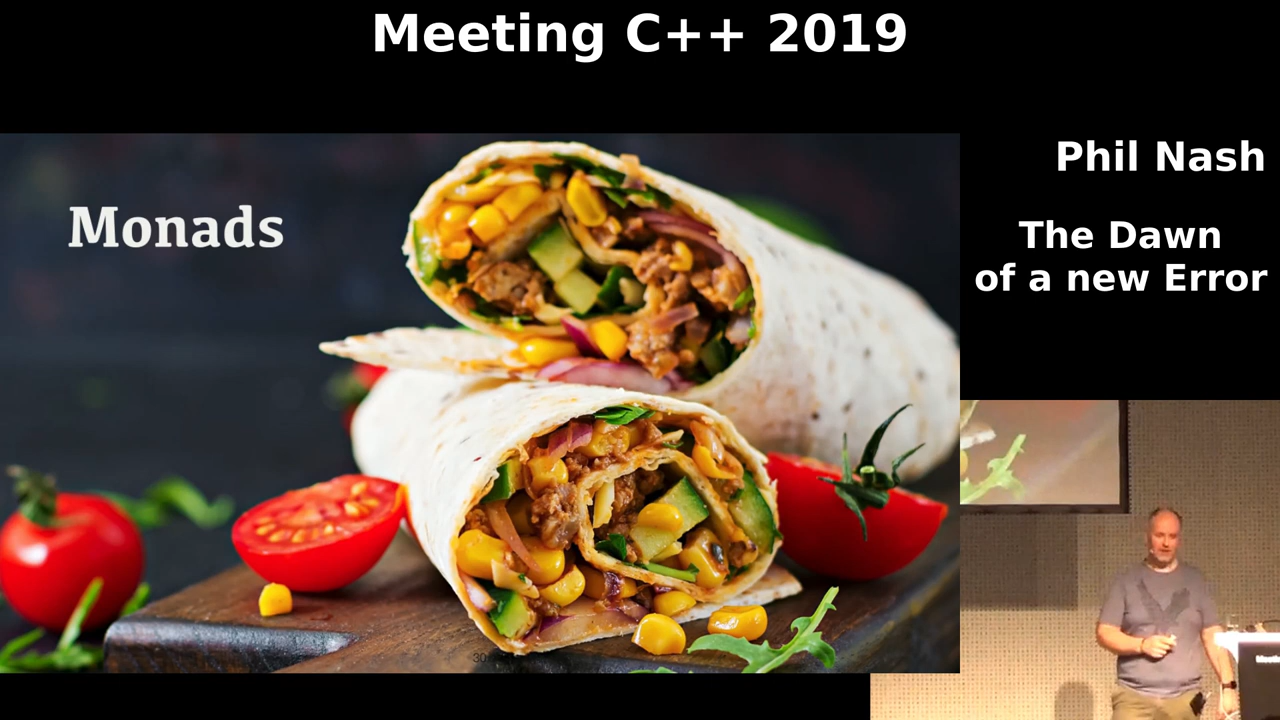 Meeting C++ 2019
Monads
Phil Nash
The Dawn
of a new Error